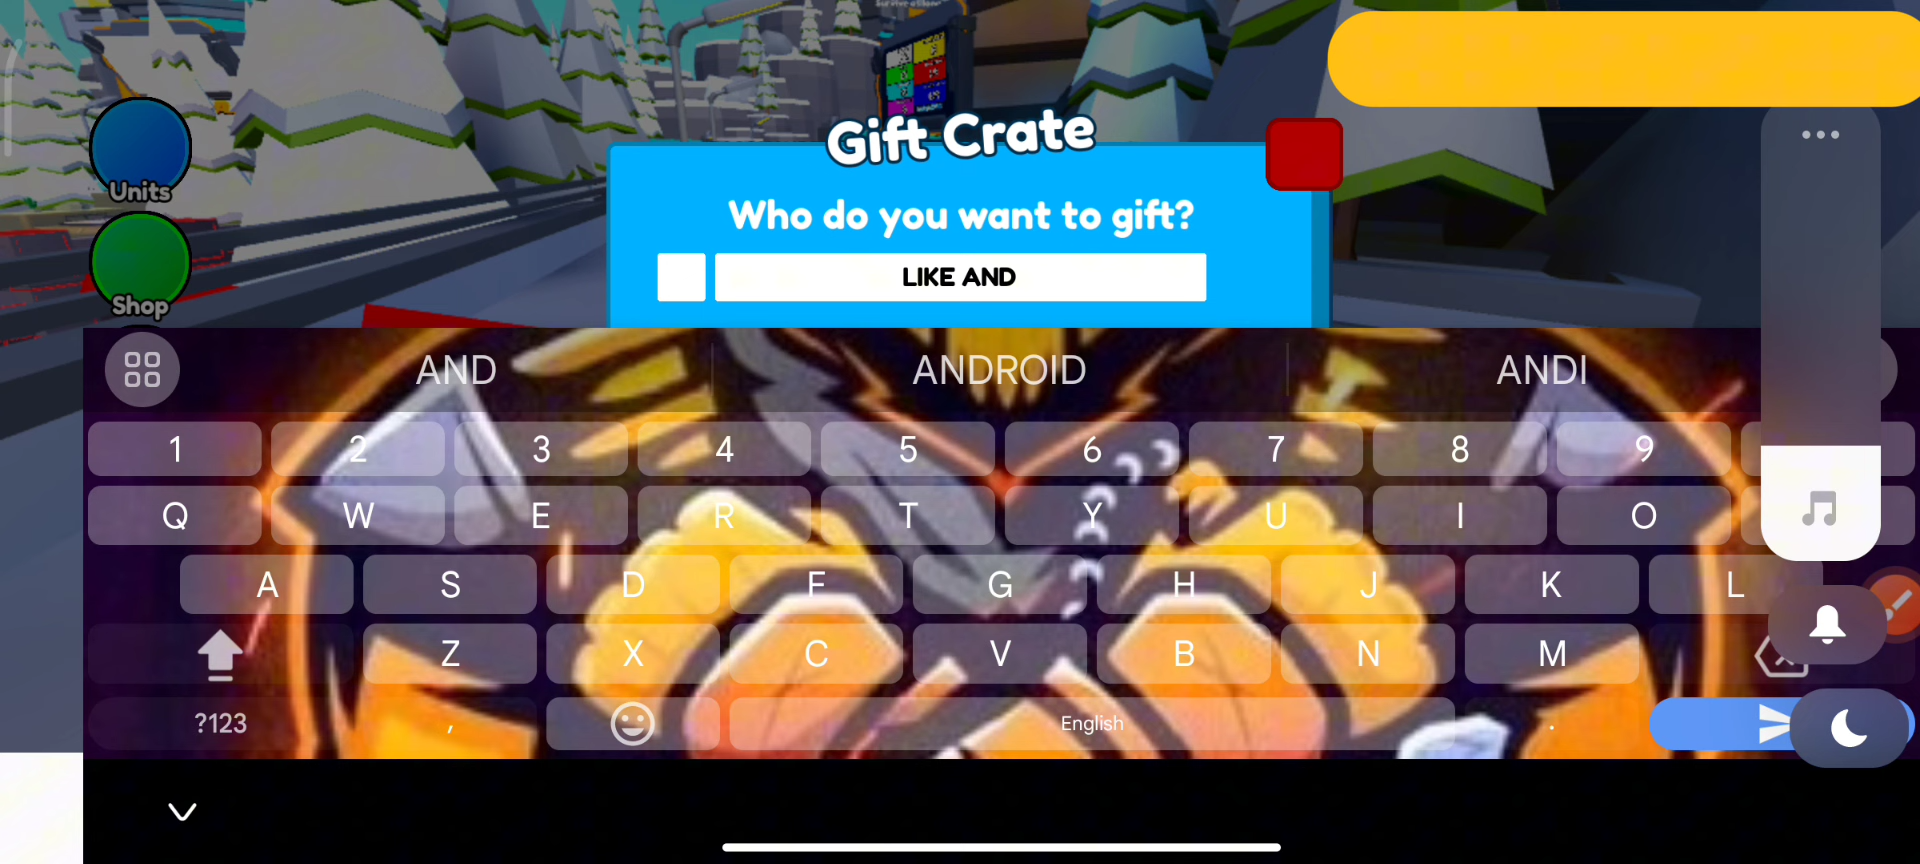 Gift Crate
Who do you want to gift?
LIKE AND
Units
Shop
AND ANDROID ANDI
1 2 3 4 5 6 7 8 9
Q W E R T Y U I O
A S D F G H J K L
Z X C V B N M
?123 , English .